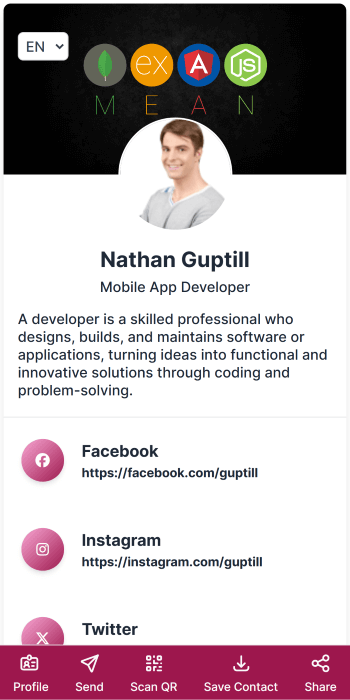 EN
ex
JS
M E A N
Nathan Guptill
Mobile App Developer
A developer is a skilled professional who
designs, builds, and maintains software or
applications, turning ideas into functional and
innovative solutions through coding and
problem-solving.
Facebook
https://facebook.com/guptill
Instagram
https://instagram.com/guptill
Twitter
Profile Send Scan QR Save Contact Share